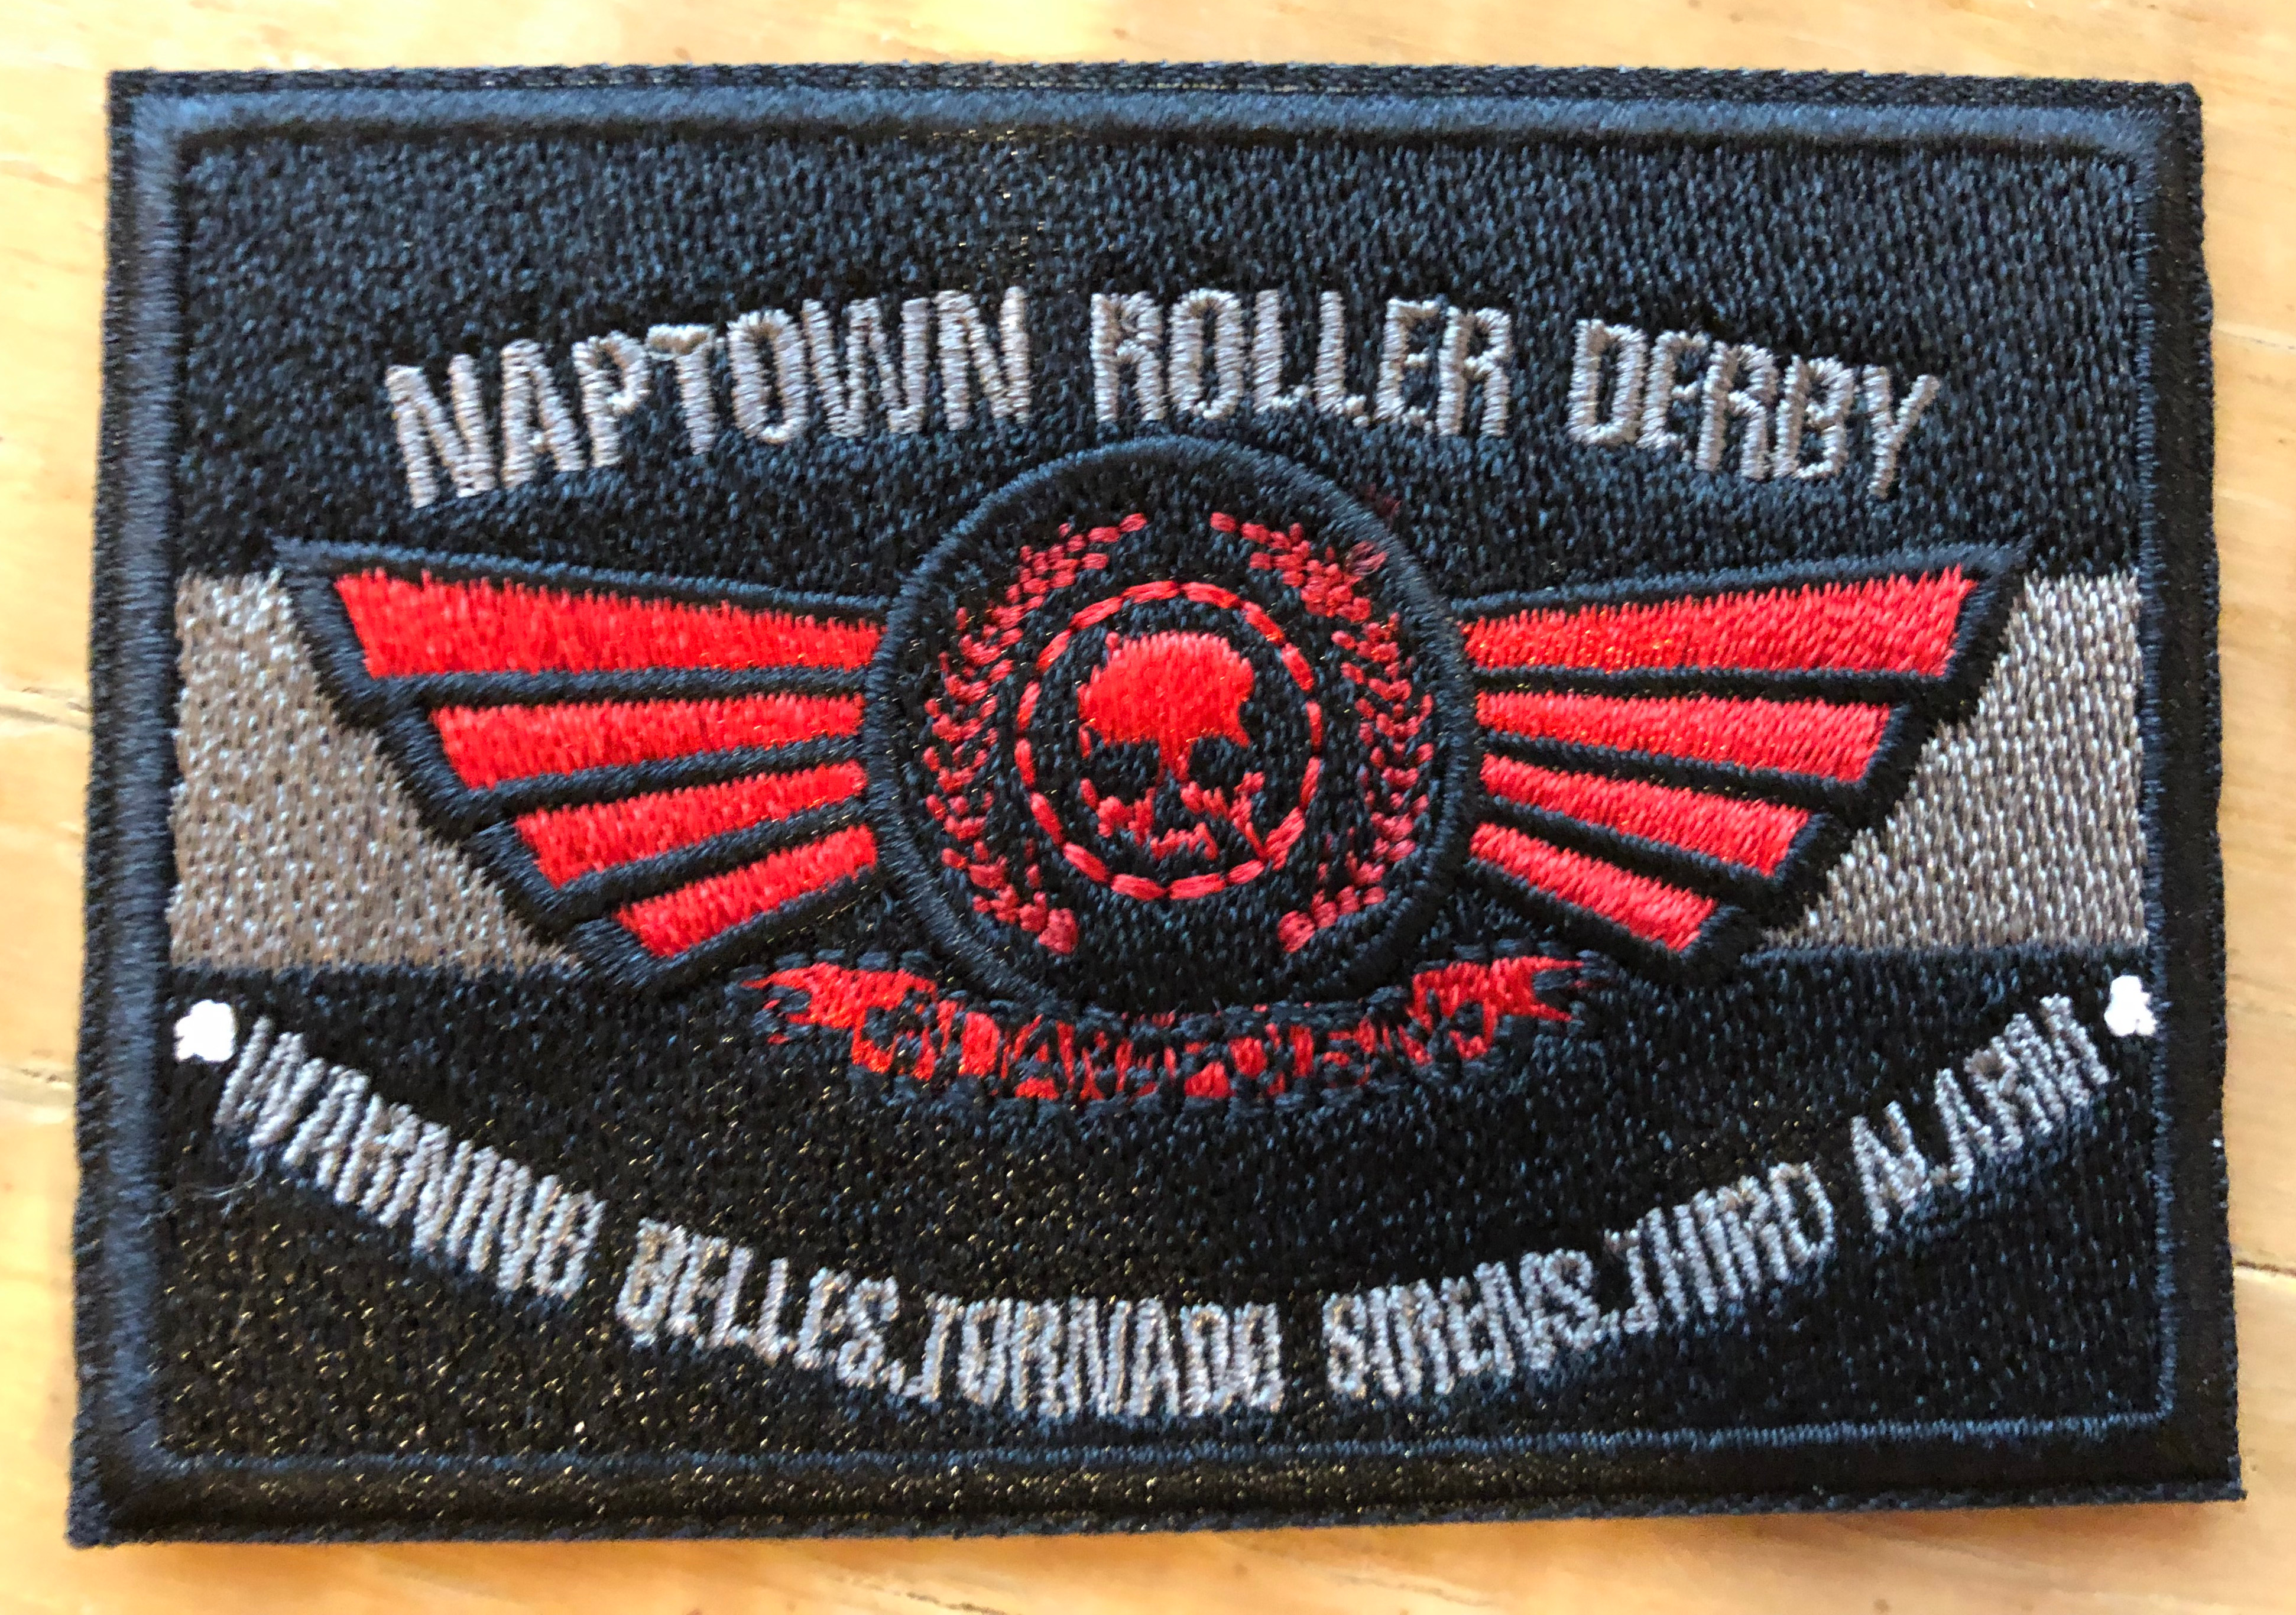 NAPTOWN ROLLER DERBY
WARNING BELLES.TORNADO SIRENS.THIRD ALARM